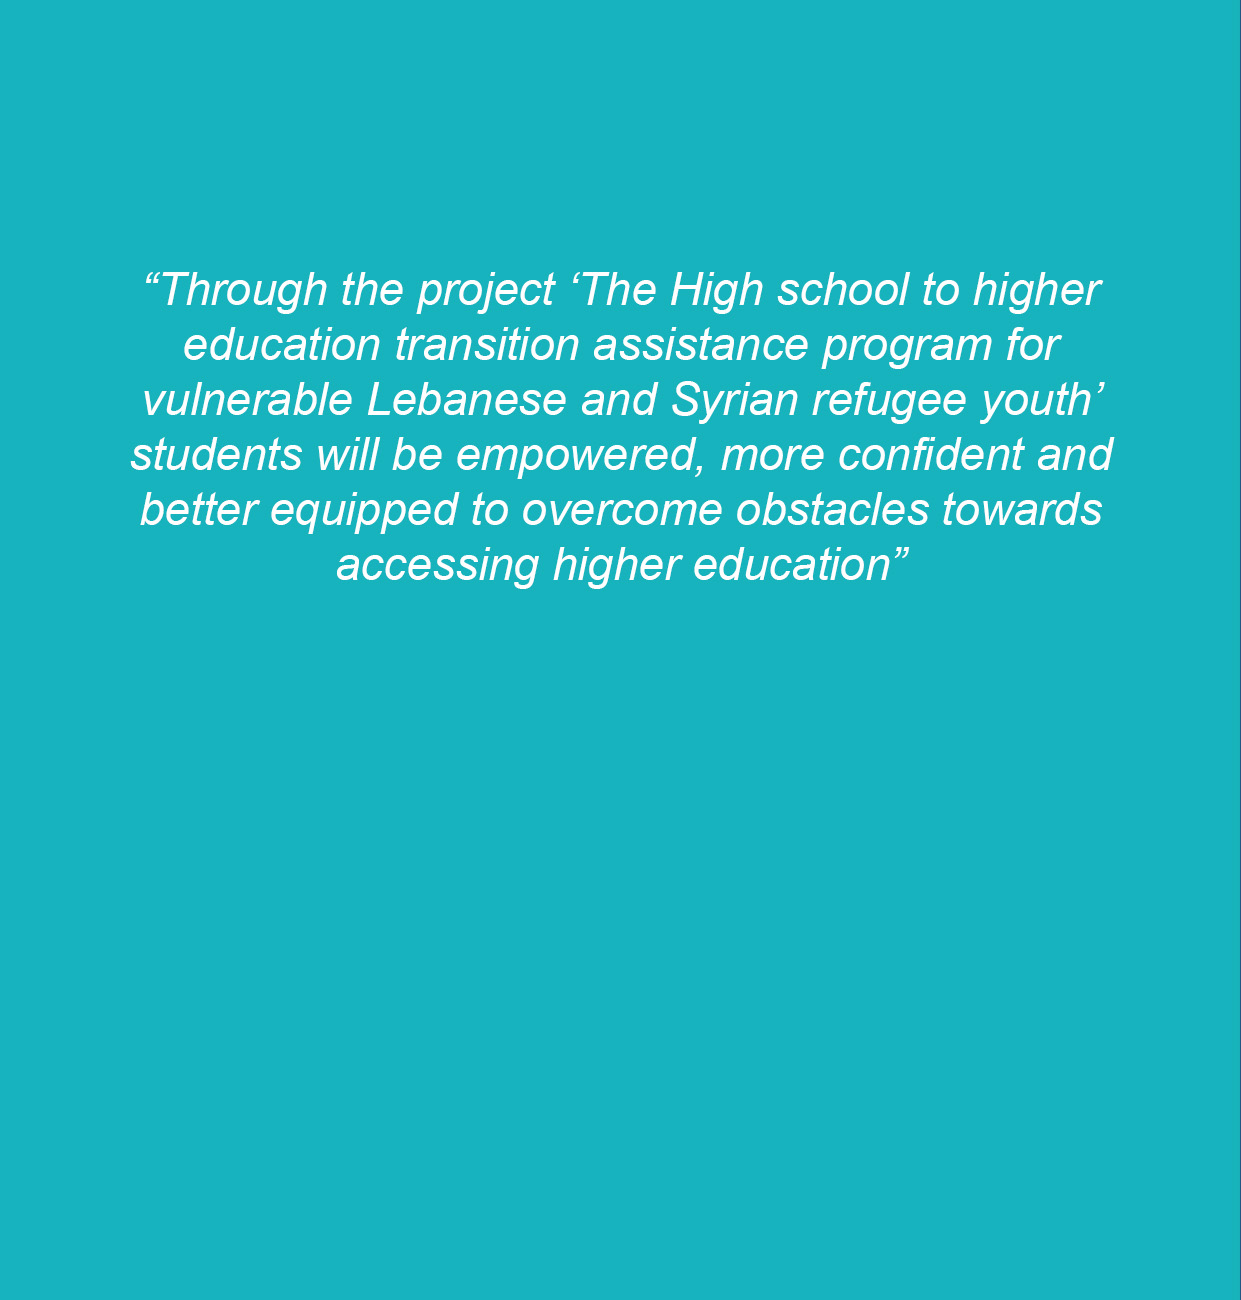 “Through the project ‘The High school to higher
education transition assistance program for
vulnerable Lebanese and Syrian refugee youth’
students will be empowered, more confident and
better equipped to overcome obstacles towards
accessing higher education”